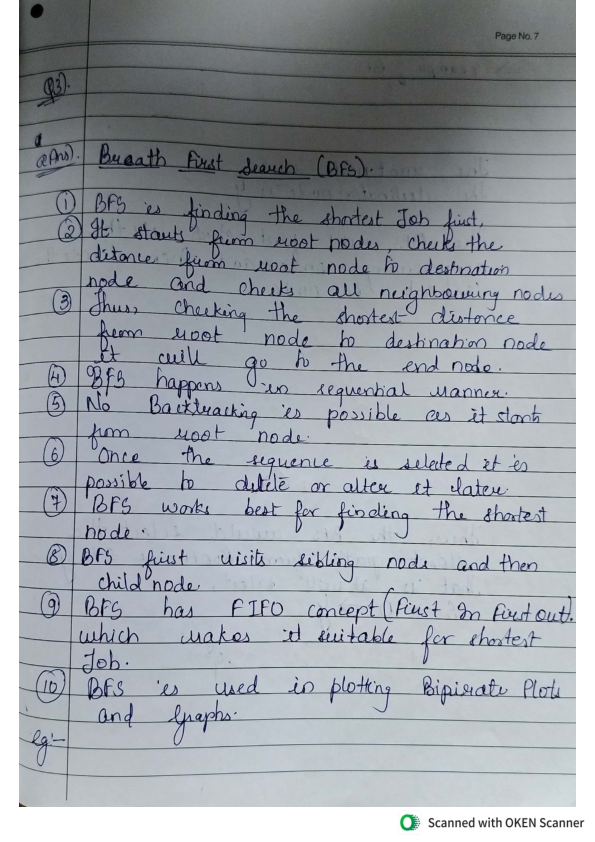 Page No. 7
Q3).
a Ans). Breath First Search (BFS).
① BFS is finding the shortest Job first,
② It starts from root nodes, checks the
distance from root node to destination
node and checks all neighbouring nodes
③ Thus, checking the shortest distance
from root node to destination node
it will go to the end node.
④ BFS happens in sequential manner.
⑤ No Backtracking is possible as it starts
from root node.
⑥ Once the sequence is selected it is
possible to delete or alter it later.
⑦ BFS works best for finding the shortest
node.
⑧ BFS first visits sibling node and then
child node
⑨ BFS has FIFO concept (First In First out).
which makes it suitable for shortest
Job.
⑩ BFS is used in plotting Bipirate Plots
and Graphs.
eg:-
Scanned with OKEN Scanner